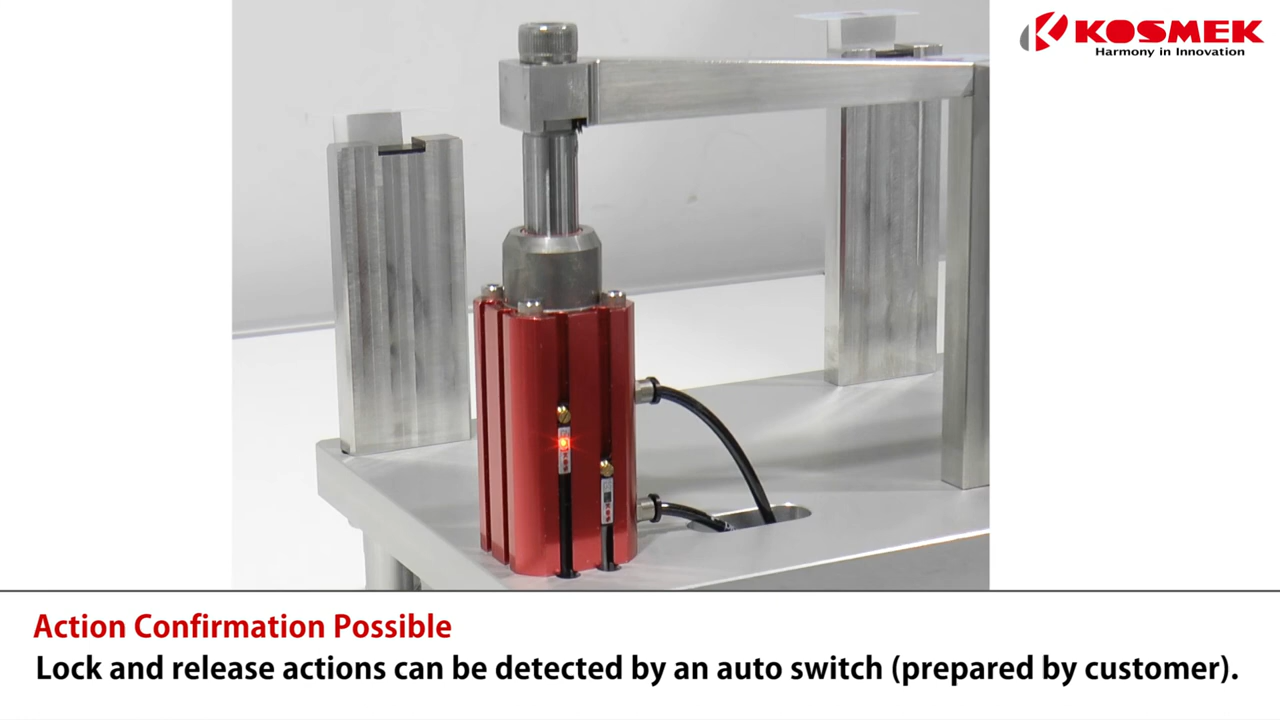 KOSMEK
Harmony in Innovation
Action Confirmation Possible
Lock and release actions can be detected by an auto switch (prepared by customer).